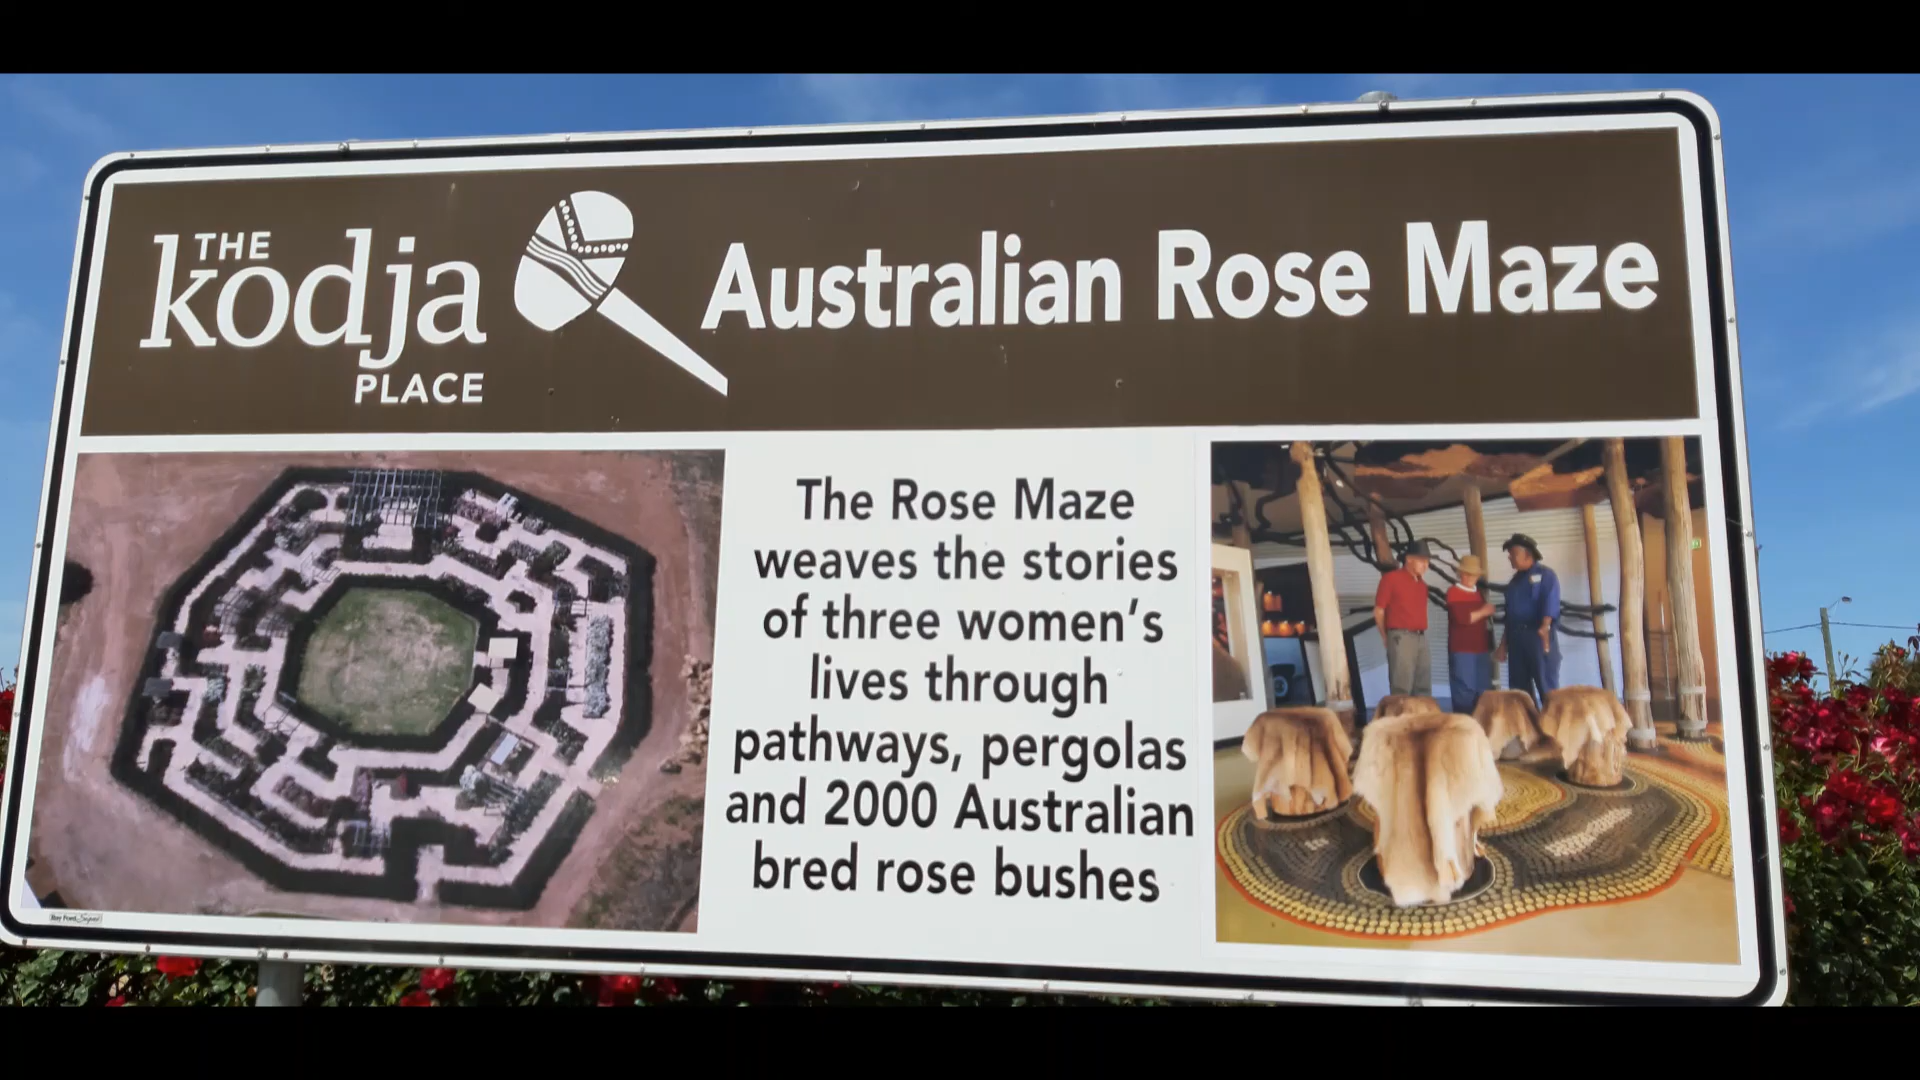 THE
kodja
PLACE
Australian Rose Maze
The Rose Maze
weaves the stories
of three women's
lives through
pathways, pergolas
and 2000 Australian
bred rose bushes